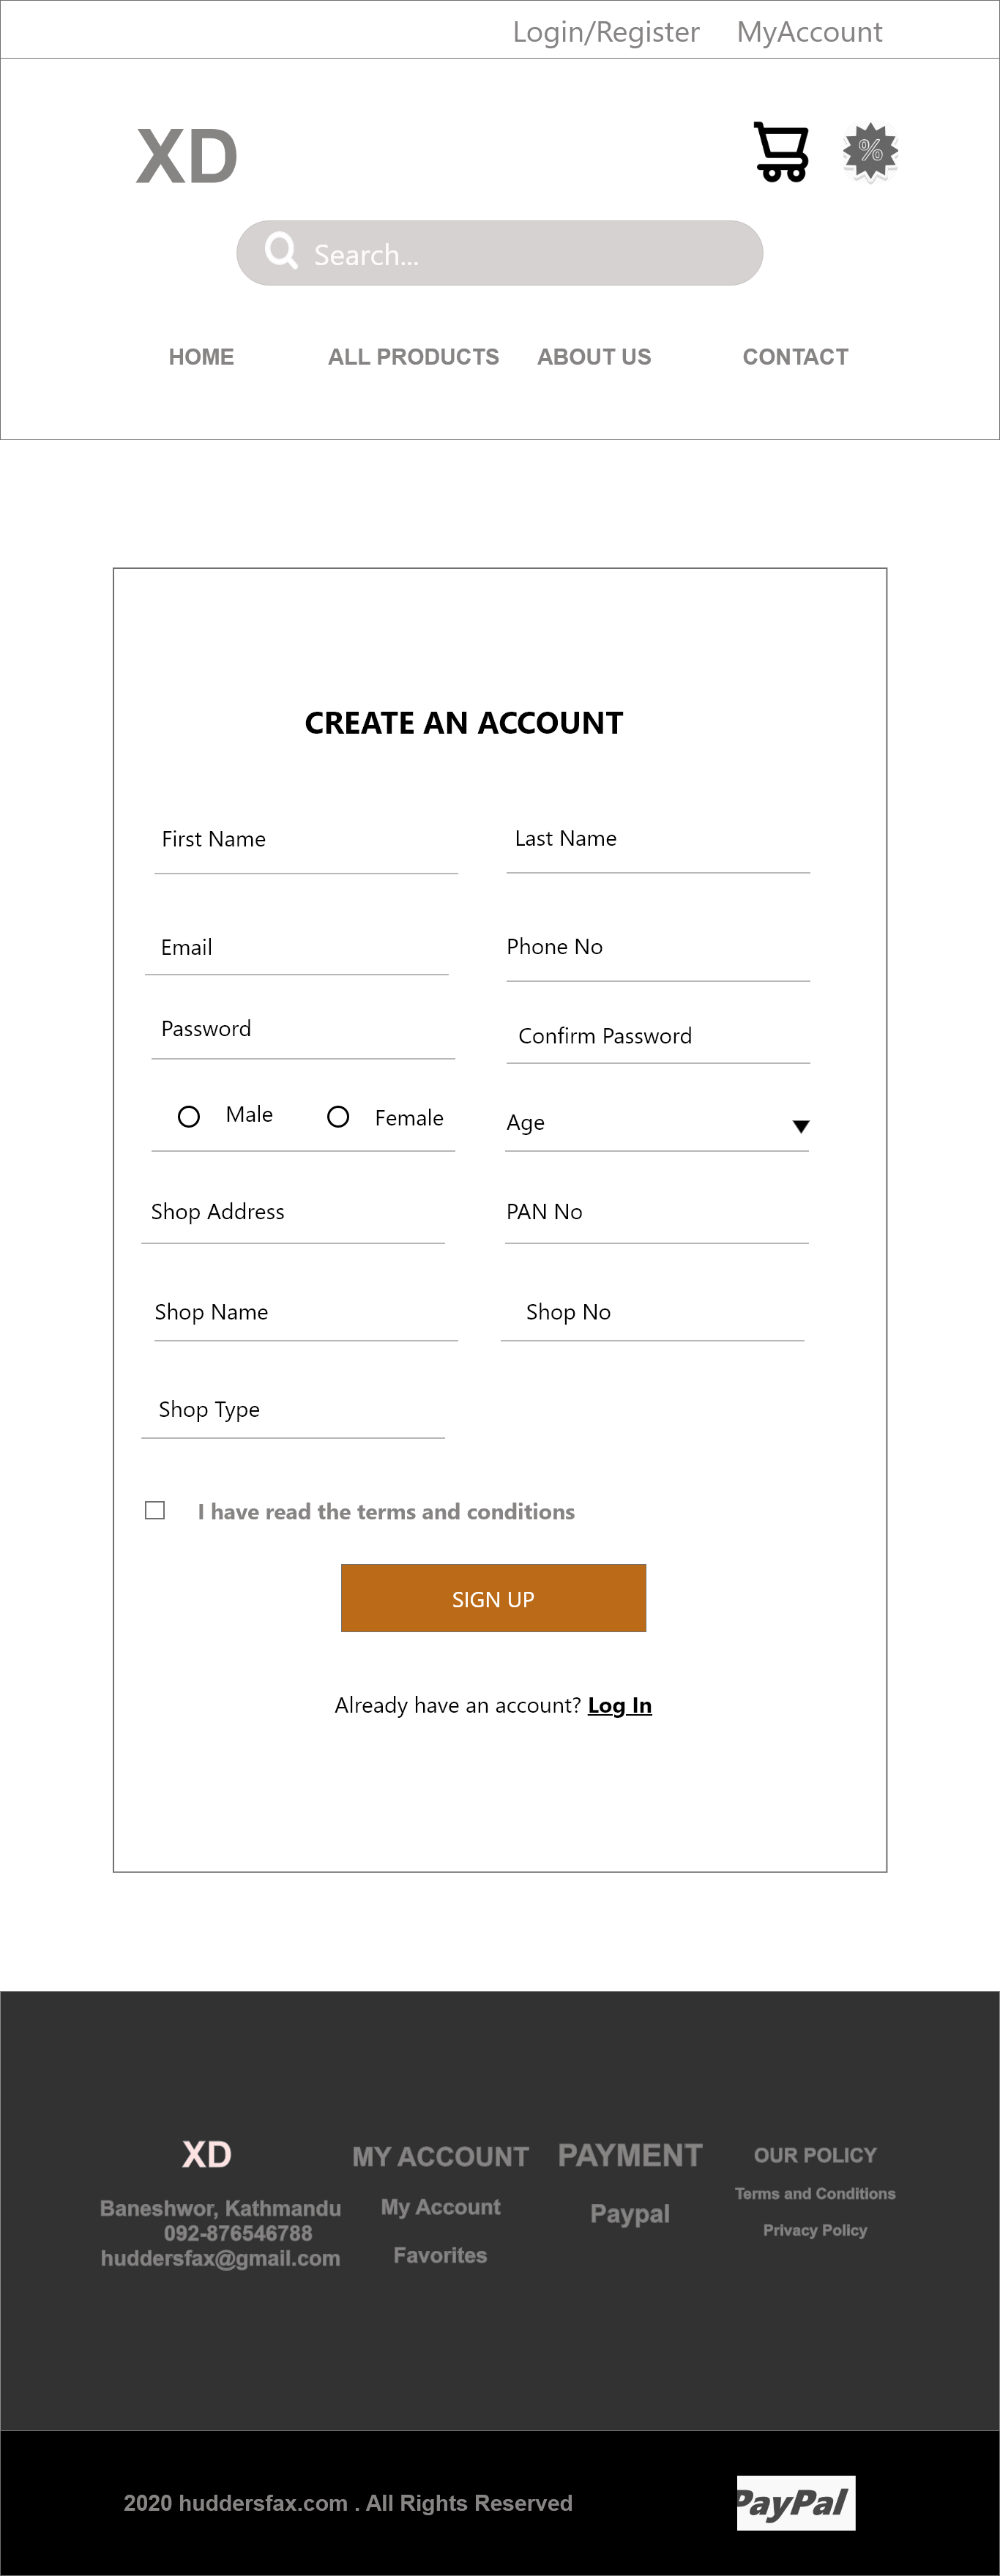 Login/Register MyAccount
XD
%
Search...
HOME ALL PRODUCTS ABOUT US CONTACT
CREATE AN ACCOUNT
First Name Last Name
Email Phone No
Password Confirm Password
Male Female Age
Shop Address PAN No
Shop Name Shop No
Shop Type
I have read the terms and conditions
SIGN UP
Already have an account? Log In
XD
Baneshwor, Kathmandu
092-876546788
huddersfax@gmail.com
MY ACCOUNT
My Account
Favorites
PAYMENT
Paypal
OUR POLICY
Terms and Conditions
Privacy Policy
2020 huddersfax.com . All Rights Reserved
PayPal